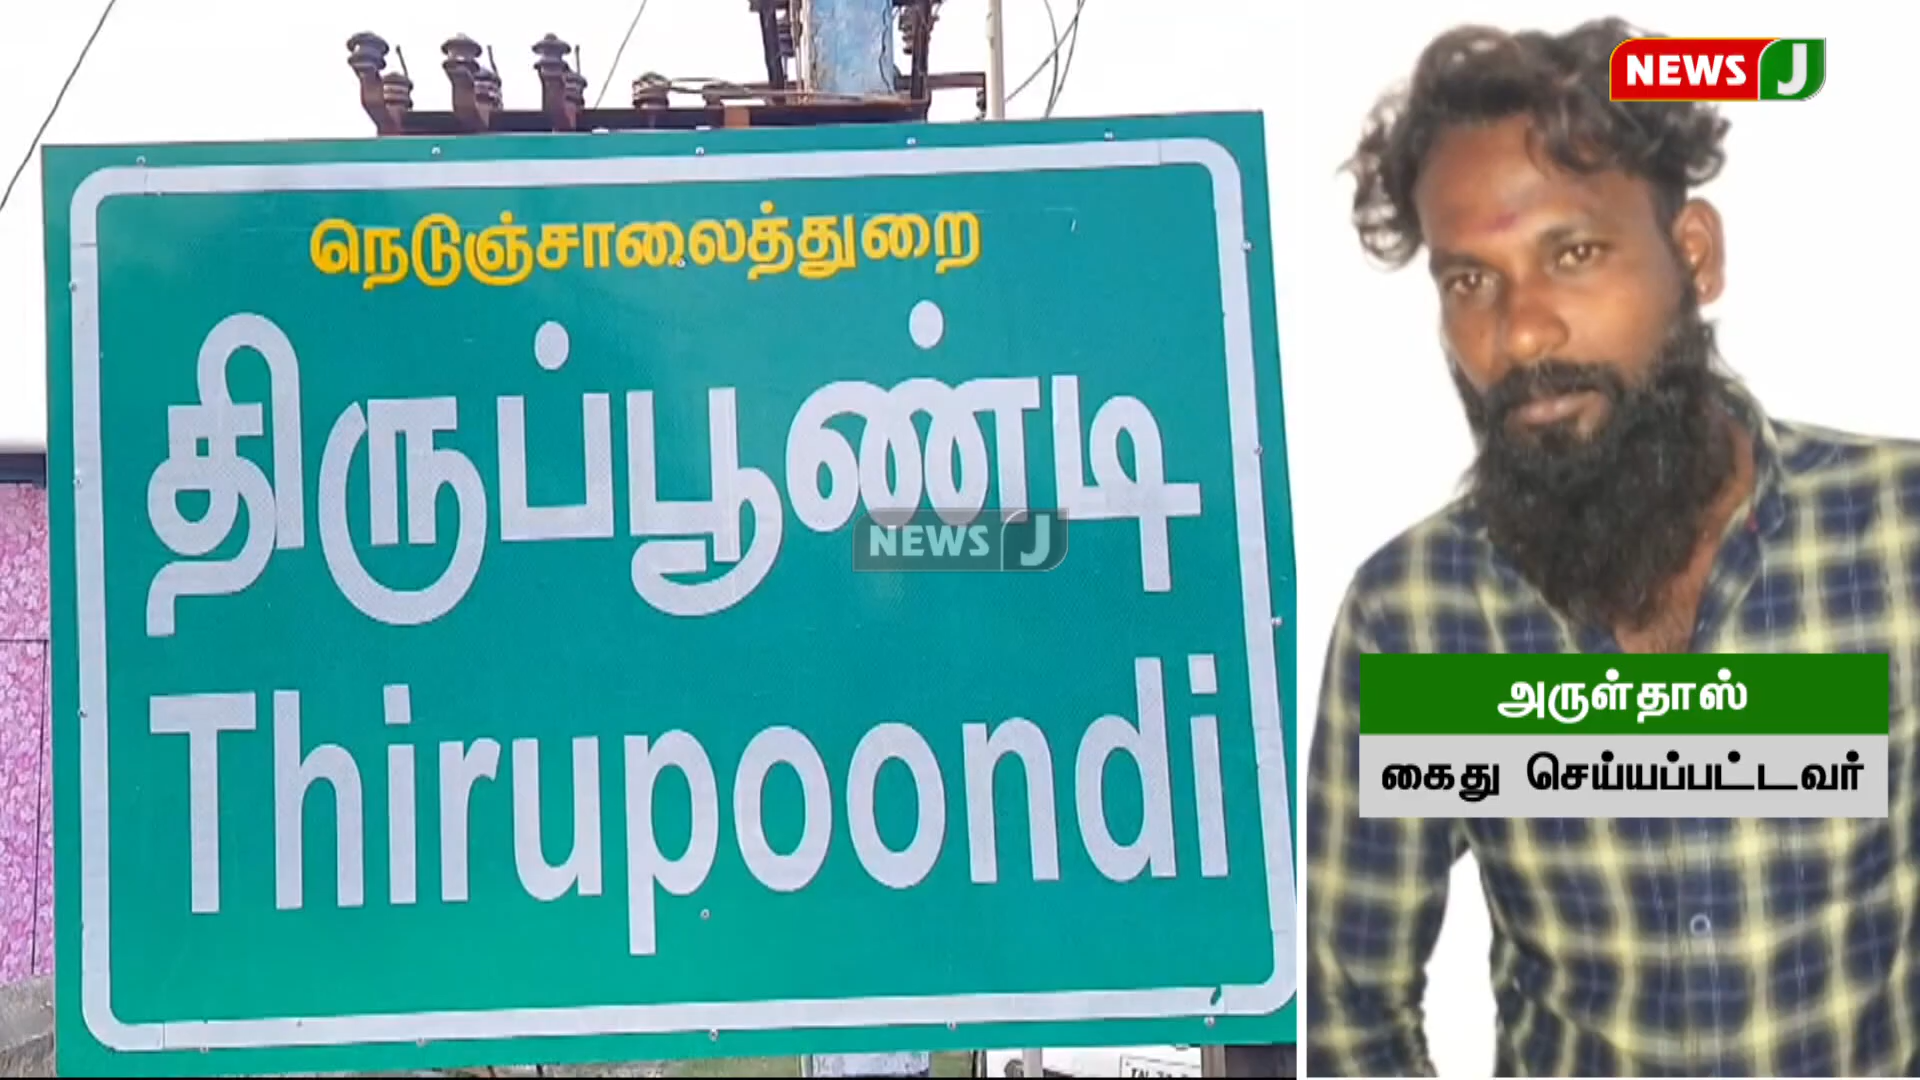 நெடுஞ்சாலைத்துறை
திருப்பூண்டி
Thirupoondi
NEWS J
NEWS J
அருள்தாஸ்
கைது செய்யப்பட்டவர்